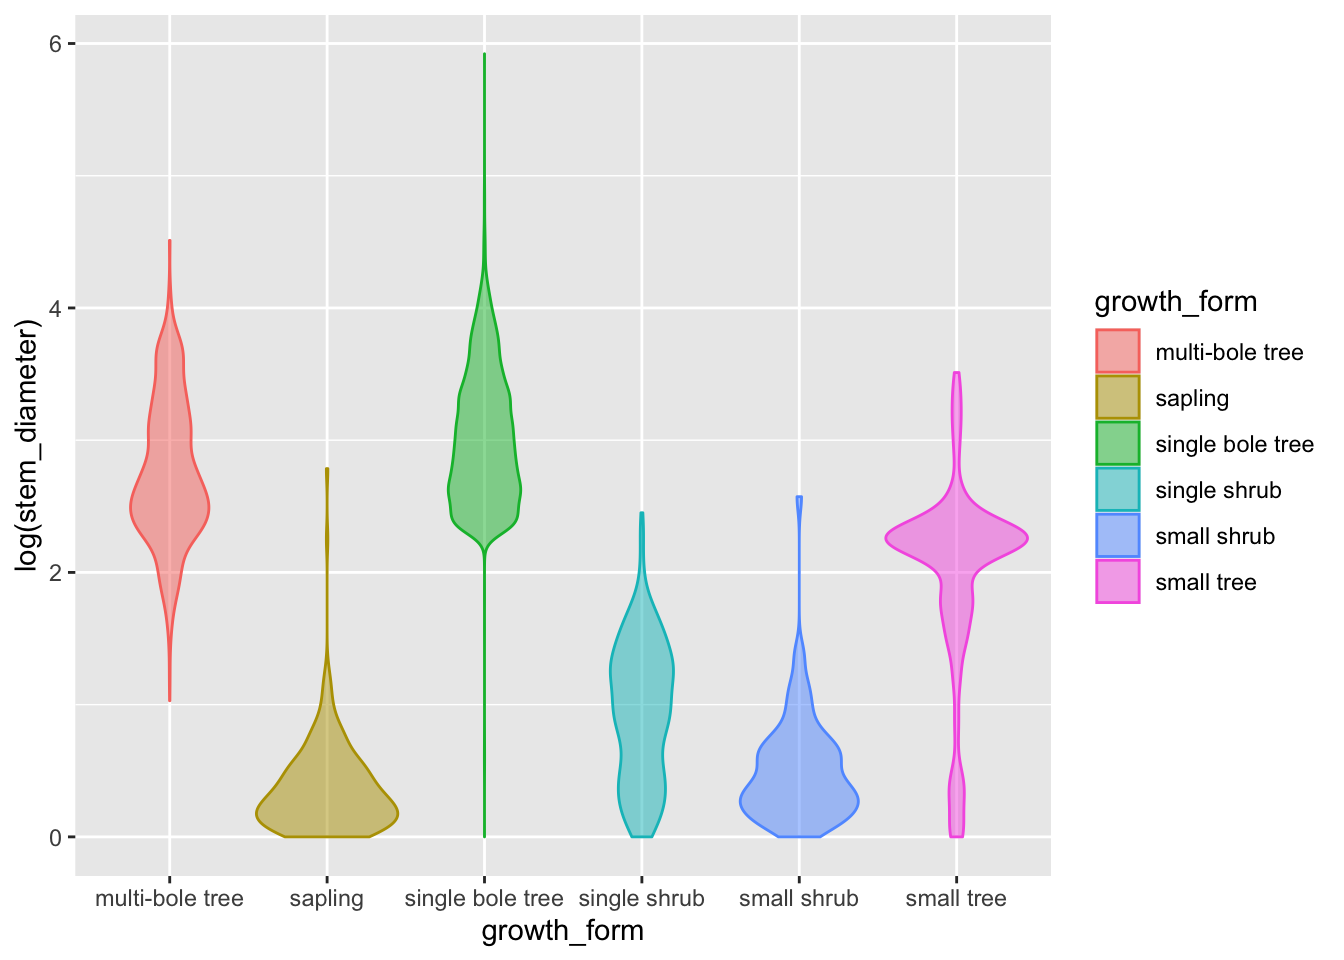 6
4
2
0
log(stem_diameter)
multi-bole tree
sapling
single bole tree
single shrub
small shrub
small tree
growth_form
growth_form
multi-bole tree
sapling
single bole tree
single shrub
small shrub
small tree